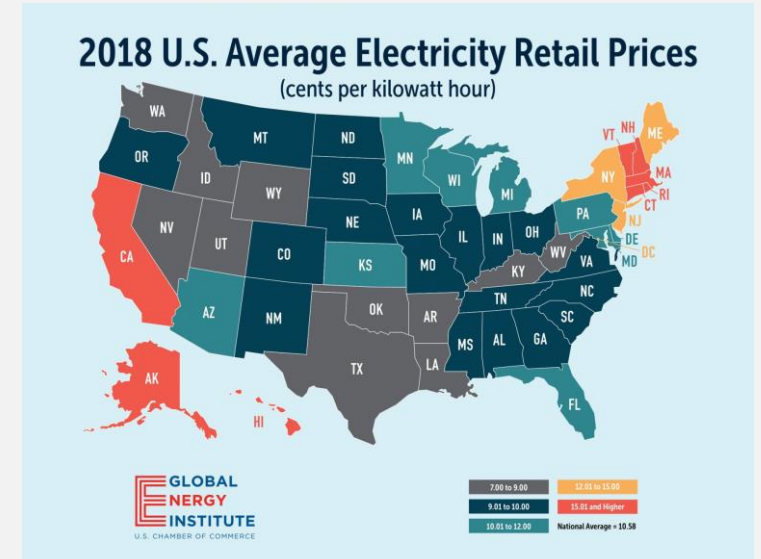 2018 U.S. Average Electricity Retail Prices
(cents per kilowatt hour)
WA
MT
ND
MN
VT
NH
ME
OR
ID
SD
WI
MI
NY
MA
RI
CT
WY
NE
IA
PA
NJ
NV
UT
CO
IL
IN
OH
DE
DC
MD
CA
KS
MO
KY
WV
VA
AZ
NM
OK
AR
TN
NC
SC
TX
LA
MS
AL
GA
AK
HI
FL
GLOBAL
ENERGY
INSTITUTE
U.S. CHAMBER OF COMMERCE
7.00 to 9.00
12.01 to 15.00
9.01 to 10.00
15.01 and Higher
10.01 to 12.00
National Average = 10.58